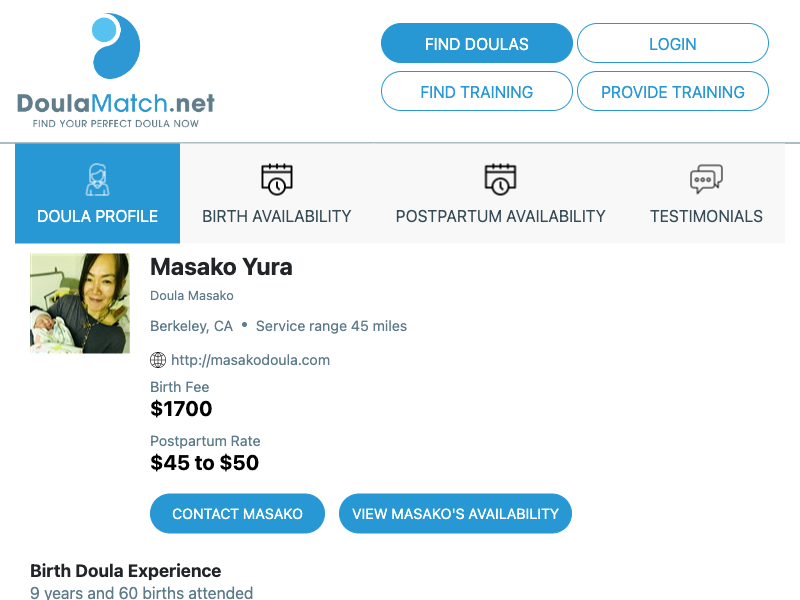 DoulaMatch.net
FIND YOUR PERFECT DOULA NOW
FIND DOULAS
LOGIN
FIND TRAINING
PROVIDE TRAINING
DOULA PROFILE
BIRTH AVAILABILITY
POSTPARTUM AVAILABILITY
TESTIMONIALS
Masako Yura
Doula Masako
Berkeley, CA • Service range 45 miles
http://masakodoula.com
Birth Fee
$1700
Postpartum Rate
$45 to $50
CONTACT MASAKO
VIEW MASAKO'S AVAILABILITY
Birth Doula Experience
9 years and 60 births attended